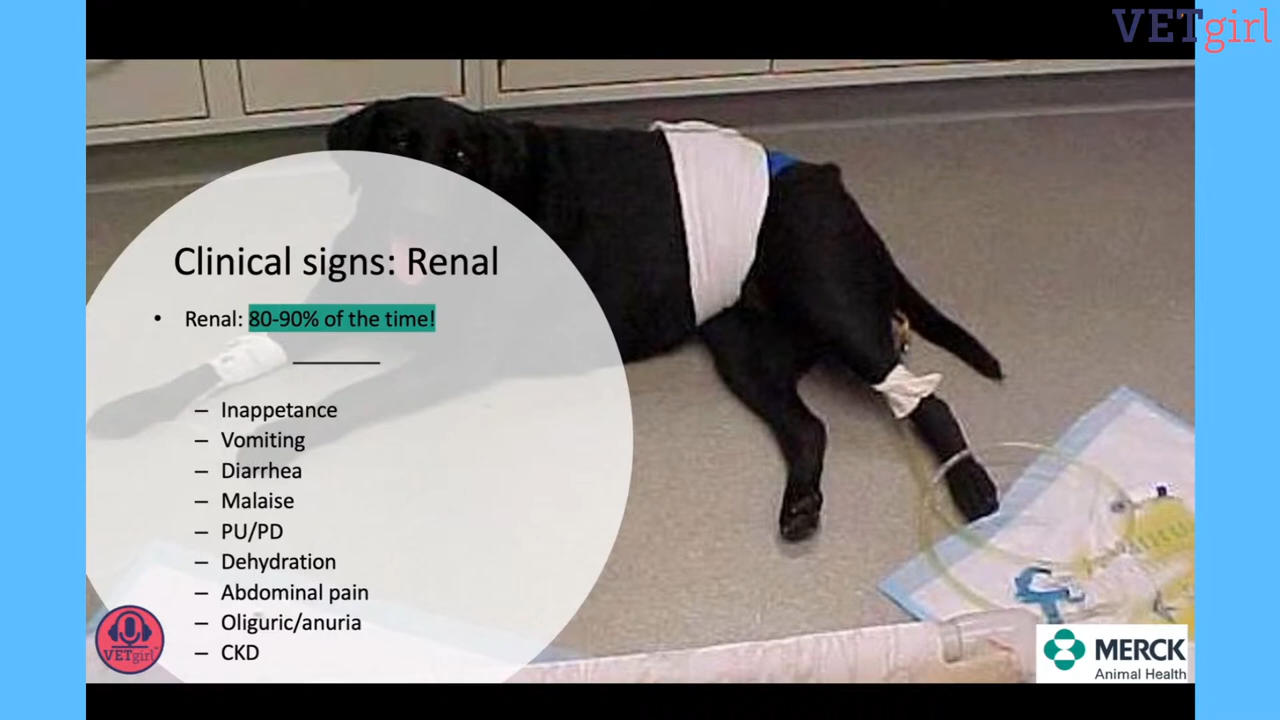 VETgirl
Clinical signs: Renal
• Renal: 80-90% of the time!
– Inappetance
– Vomiting
– Diarrhea
– Malaise
– PU/PD
– Dehydration
– Abdominal pain
– Oliguric/anuria
– CKD
VETgirl
MERCK
Animal Health